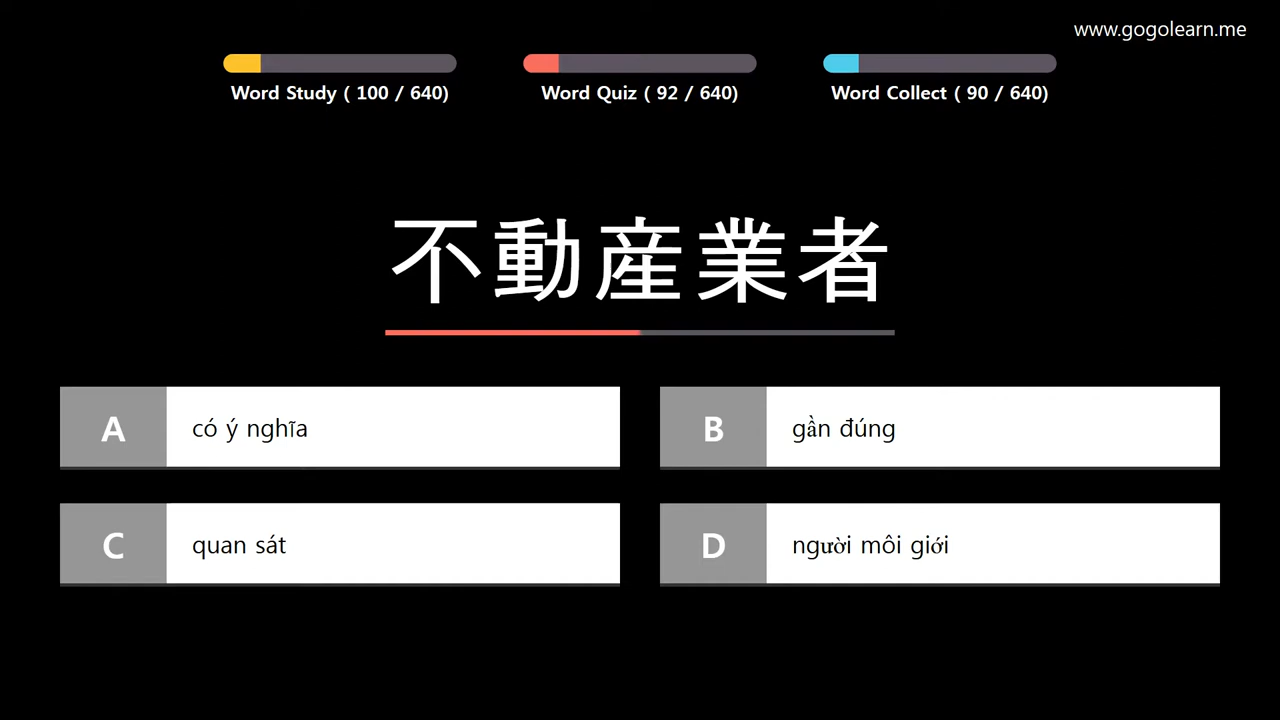 www.gogolearn.me
Word Study ( 100 / 640)
Word Quiz ( 92 / 640)
Word Collect ( 90 / 640)
不動産業者
A
có ý nghĩa
B
gần đúng
C
quan sát
D
người môi giới